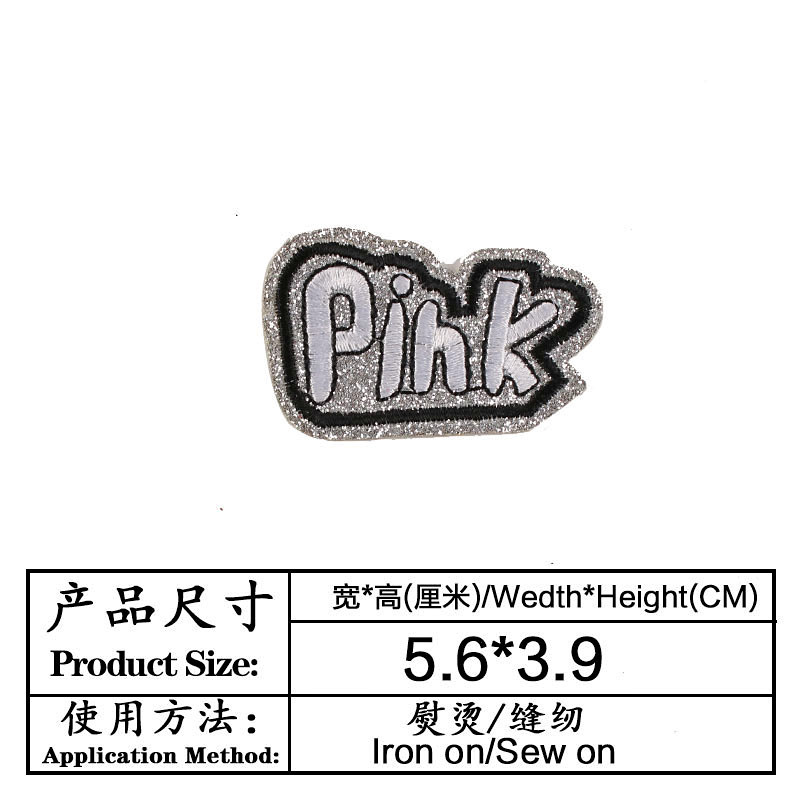 Pink
产品尺寸
Product Size:
宽*高(厘米)/Wedth*Height(CM)
5.6*3.9
使用方法：
Application Method:
熨烫/缝纫
Iron on/Sew on